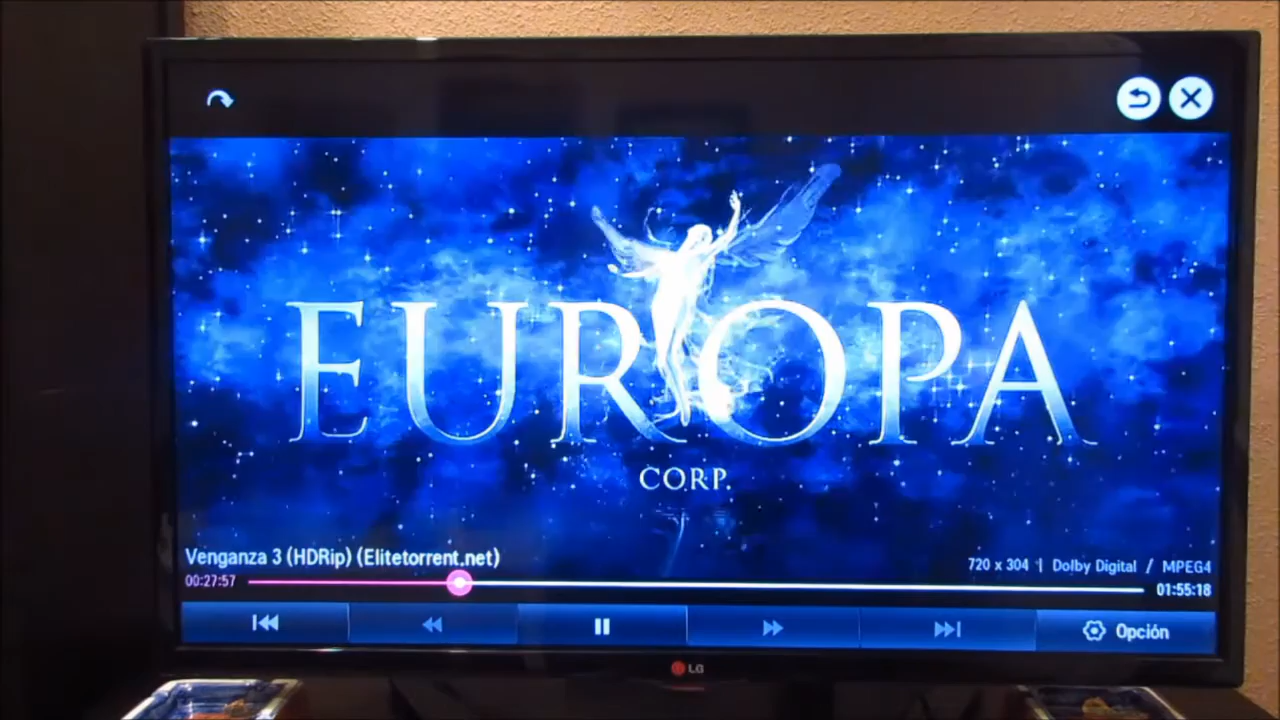 EUROPA
CORP.
Venganza 3 (HDRip) (Elitetorrent.net)
720 x 304 | Dolby Digital / MPEG4
00:27:57
01:55:18
Opción
LG